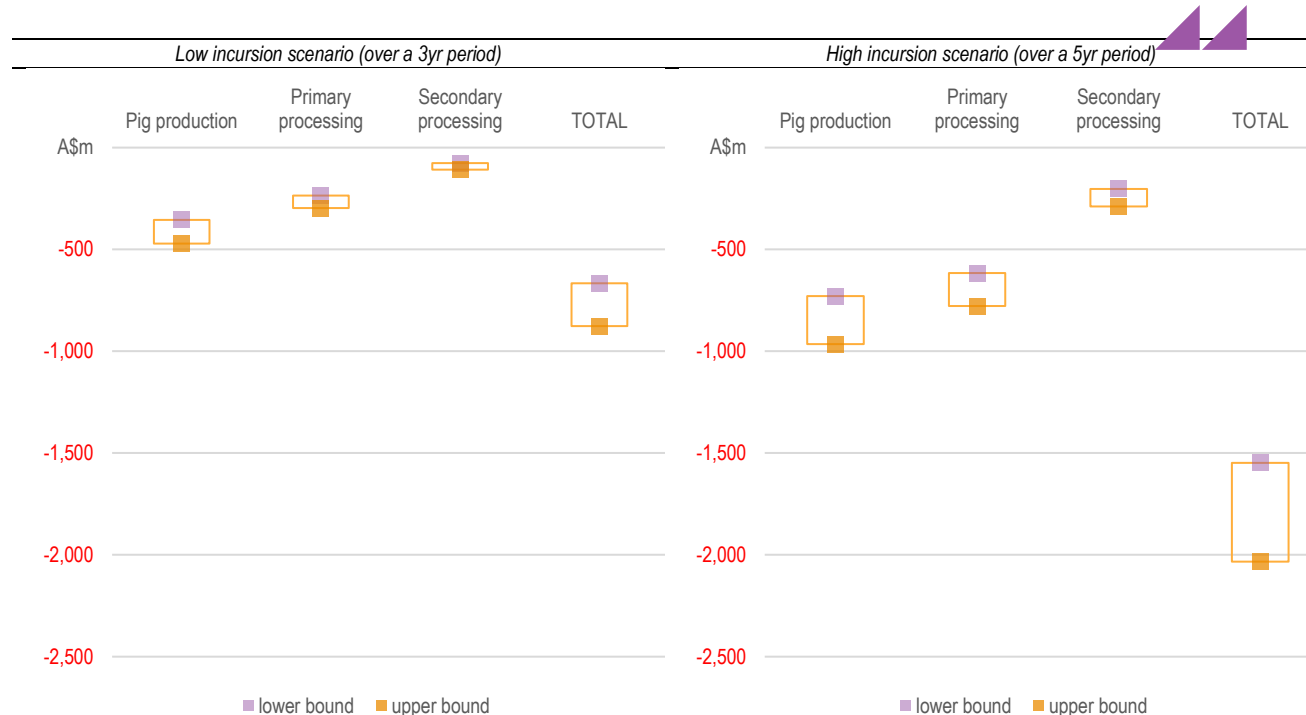 Low incursion scenario (over a 3yr period)
High incursion scenario (over a 5yr period)
Pig production
Primary
processing
Secondary
processing
TOTAL
A$m
-500
-1,000
-1,500
-2,000
-2,500
lower bound
upper bound
Pig production
Primary
processing
Secondary
processing
TOTAL
A$m
-500
-1,000
-1,500
-2,000
-2,500
lower bound
upper bound